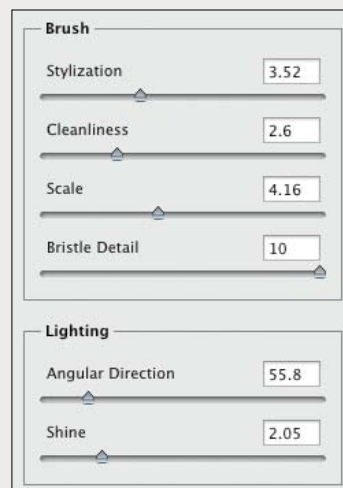 Brush
Stylization 3.52
Cleanliness 2.6
Scale 4.16
Bristle Detail 10
Lighting
Angular Direction 55.8
Shine 2.05